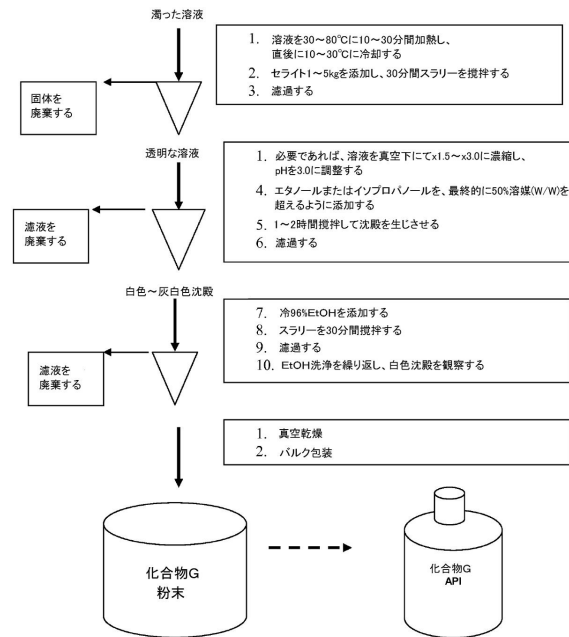 濁った溶液
1. 溶液を30～80℃に10～30分間加熱し、
直後に10～30℃に冷却する
2. セライト1～5kgを添加し、30分間スラリーを撹拌する
3. 濾過する
固体を
廃棄する
透明な溶液
1. 必要であれば、溶液を真空下にてx1.5～x3.0に濃縮し、
pHを3.0に調整する
4. エタノールまたはイソプロパノールを、最終的に50%溶媒(W/W)を
超えるように添加する
5. 1～2時間撹拌して沈殿を生じさせる
6. 濾過する
濾液を
廃棄する
白色～灰白色沈殿
7. 冷96%EtOHを添加する
8. スラリーを30分間撹拌する
9. 濾過する
10. EtOH洗浄を繰り返し、白色沈殿を観察する
濾液を
廃棄する
1. 真空乾燥
2. バルク包装
化合物G
粉末
化合物G
API